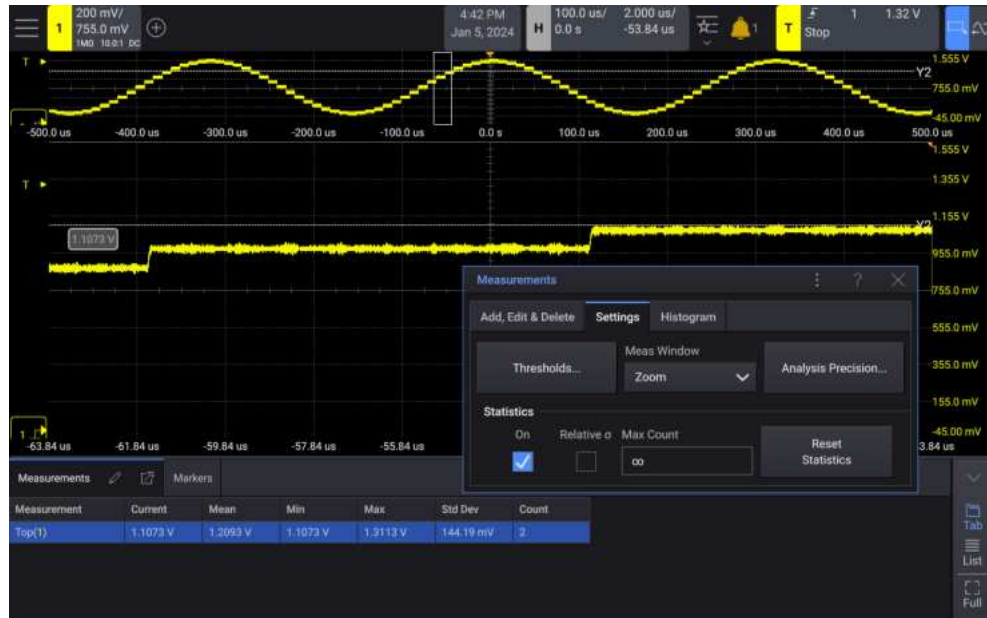 200 mV/
1 755.0 mV
1MΩ 10.0:1 DC
4:42 PM
Jan 5, 2024
H 100.0 us/ 2.000 us/
0.0 s -53.84 us
1
T 1 1.32 V
Stop
T
1.555 V
Y2
755.0 mV
-45.00 mV
-500.0 us -400.0 us -300.0 us -200.0 us -100.0 us 0.0 s 100.0 us 200.0 us 300.0 us 400.0 us 500.0 us
1.555 V
T
1.355 V
1.155 V
Y2
1.1073 V
955.0 mV
755.0 mV
555.0 mV
355.0 mV
155.0 mV
-45.00 mV
1
-63.84 us -61.84 us -59.84 us -57.84 us -55.84 us 3.84 us
Measurements ?
Add, Edit & Delete Settings Histogram
Meas Window
Thresholds... Zoom Analysis Precision...
Statistics
On Relative σ Max Count
∞
Reset
Statistics
Measurements Markers
Measurement Current Mean Min Max Std Dev Count
Top(1) 1.1073 V 1.2093 V 1.1073 V 1.3113 V 144.19 mV 2
Tab
List
Full